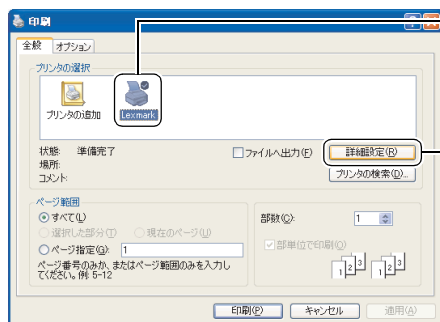 印刷
全般 オプション
プリンタの選択
プリンタの追加 Lexmark
状態: 準備完了
場所:
コメント:
ファイルへ出力(F) 詳細設定(R)
プリンタの検索(D)...
ページ範囲
すべて(L)
選択した部分(T) 現在のページ(U)
ページ指定(G): 1
ページ番号のみか、またはページ範囲のみを入力し
てください。例: 5-12
部数(C): 1
部単位で印刷(O)
1 2 3 1 2 3
印刷(P) キャンセル 適用(A)